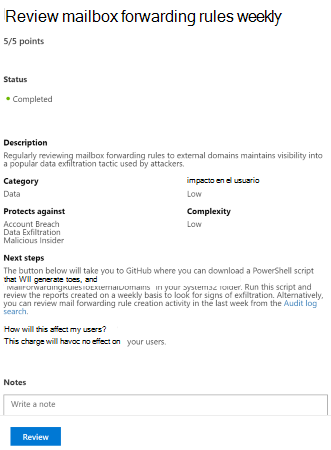 Review mailbox forwarding rules weekly
5/5 points
Status
Completed
Description
Regularly reviewing mailbox forwarding rules to external domains maintains visibility into
a popular data exfiltration tactic used by attackers.
Category impacto en el usuario
Data Low
Protects against Complexity
Account Breach Low
Data Exfiltration
Malicious Insider
Next steps
The button below will take you to GitHub where you can download a PowerShell script
that Wll generate toes, and
"MailForwardingRulesToExternalDomains" in your System32 folder. Run this script and
review the reports created on a weekly basis to look for signs of exfiltration. Alternatively,
you can review mail forwarding rule creation activity in the last week from the Audit log
search.
How will this affect my users?
This charge will havoc no effect on your users.
Notes
Write a note
Review